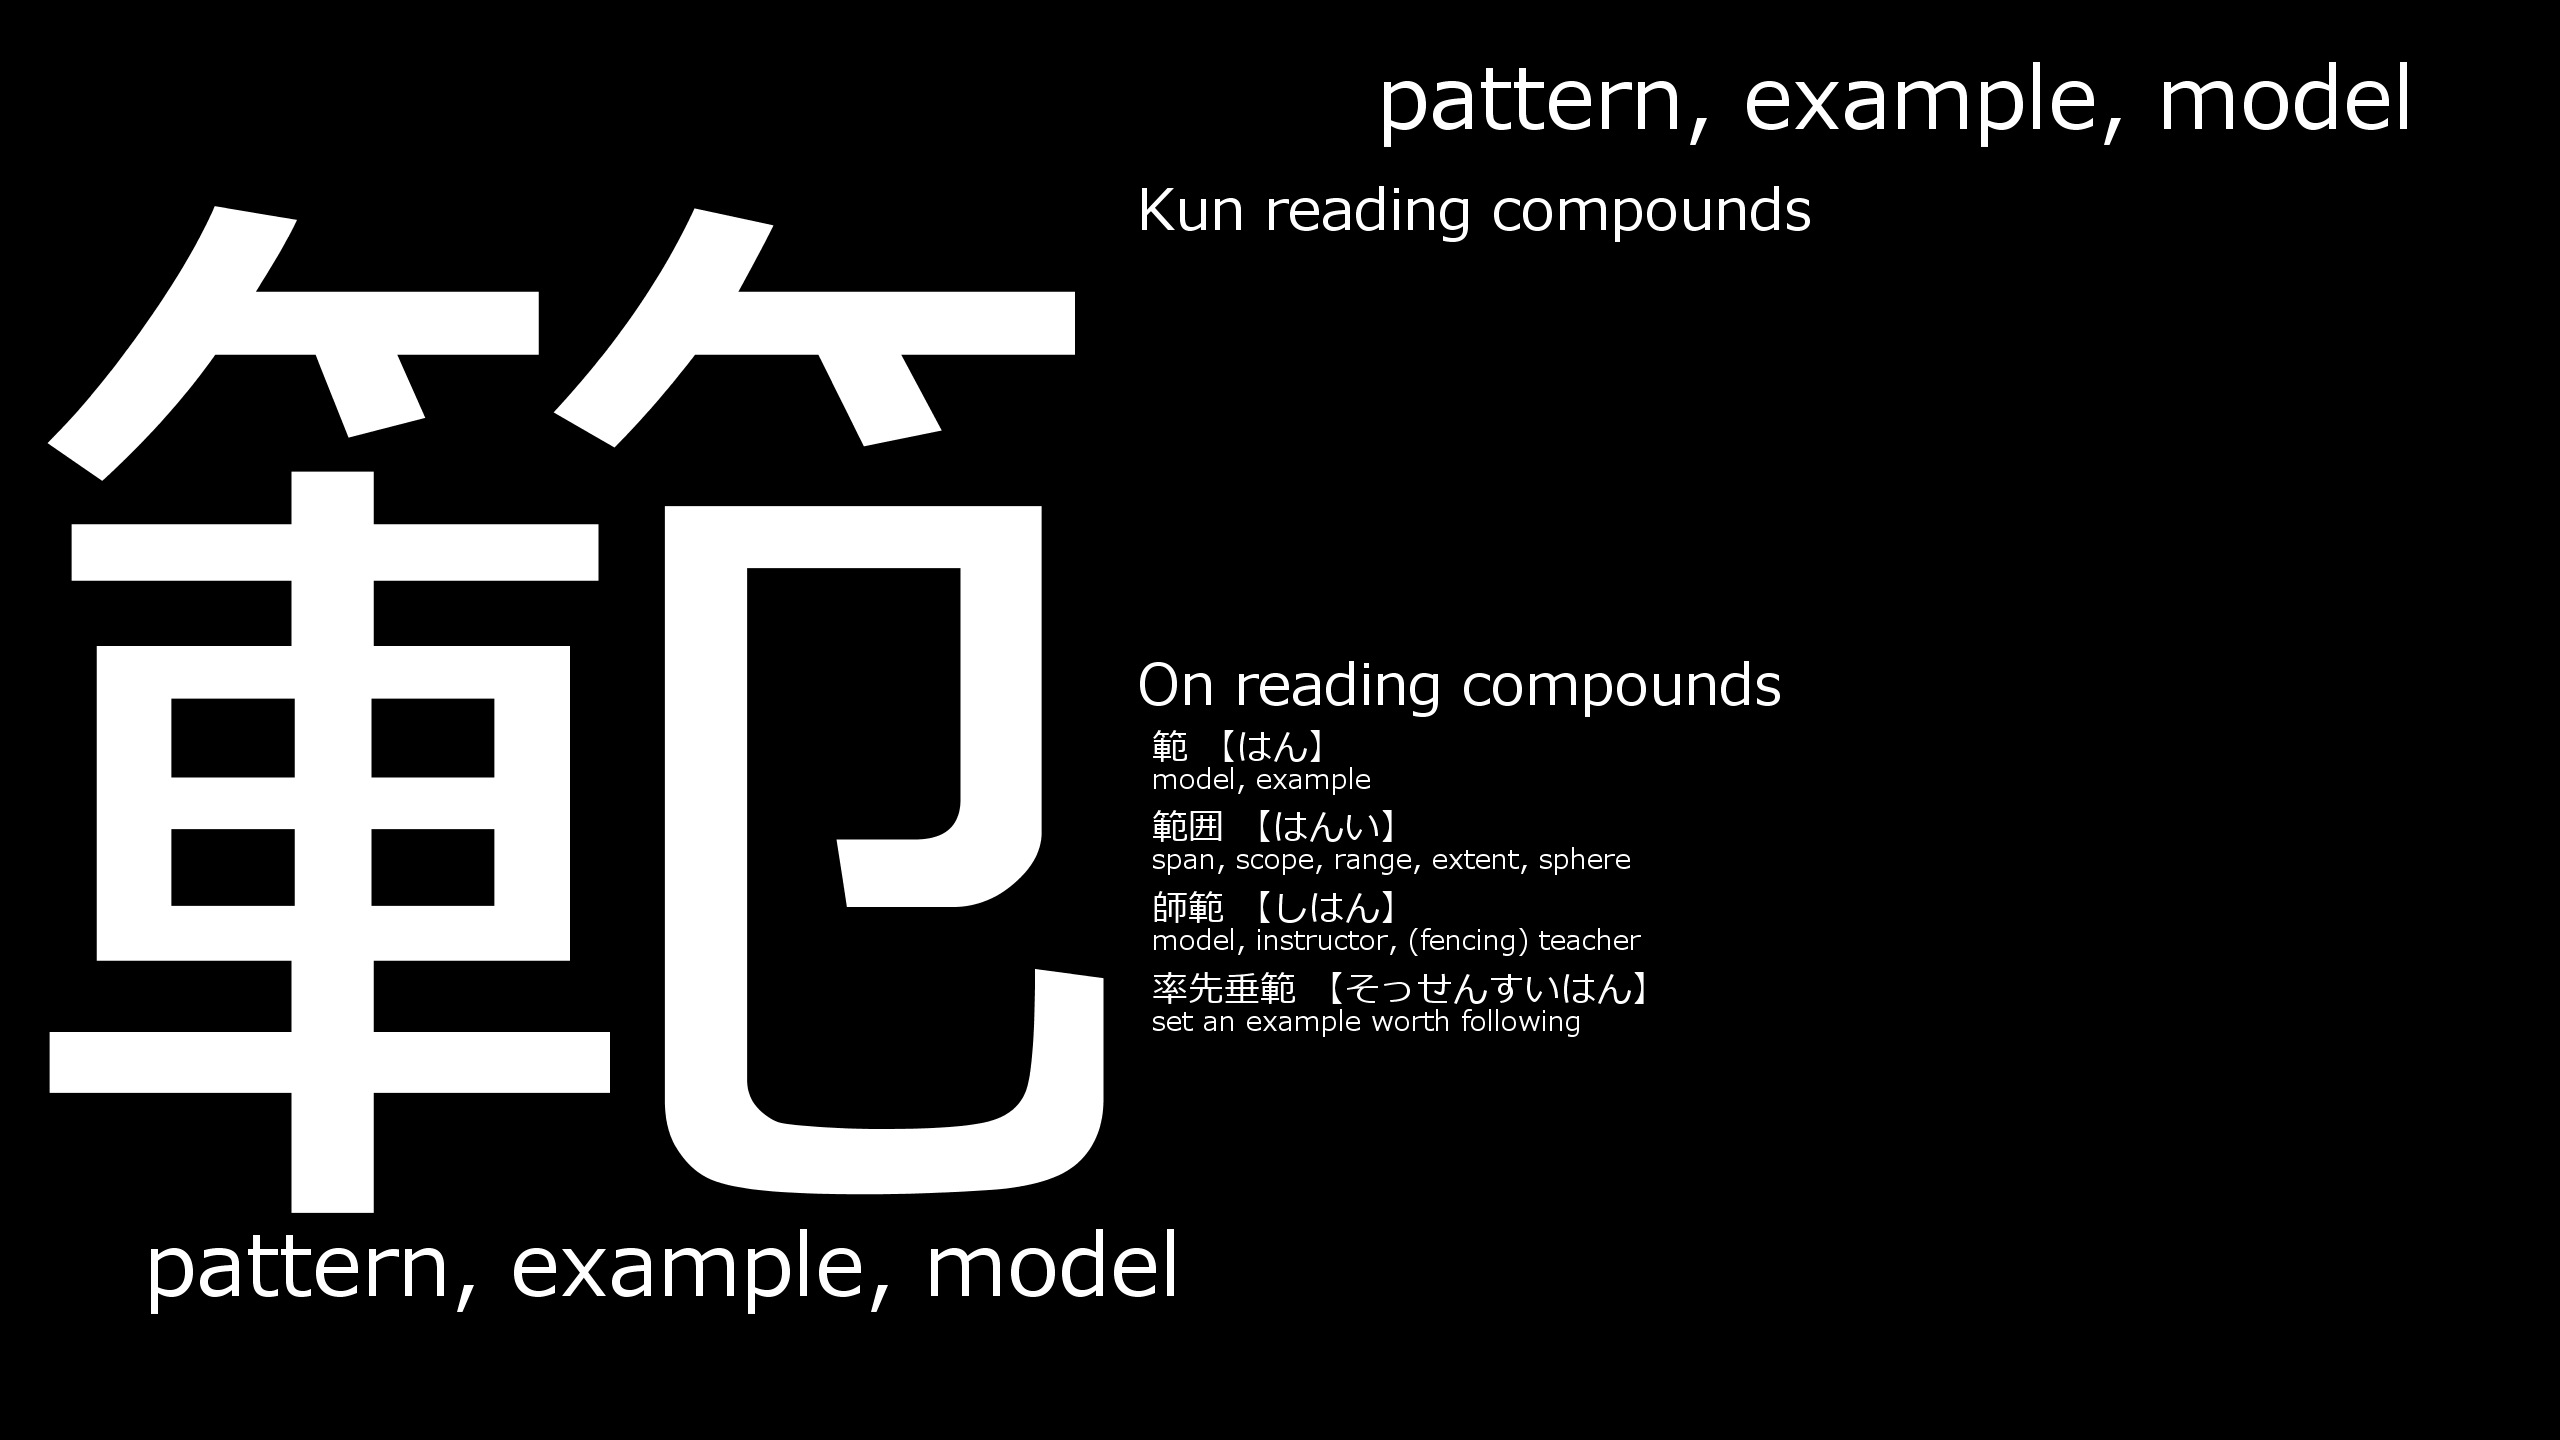 範
pattern, example, model
pattern, example, model
Kun reading compounds
On reading compounds
範 【はん】
model, example
範囲 【はんい】
span, scope, range, extent, sphere
師範 【しはん】
model, instructor, (fencing) teacher
率先垂範 【そっせんすいはん】
set an example worth following